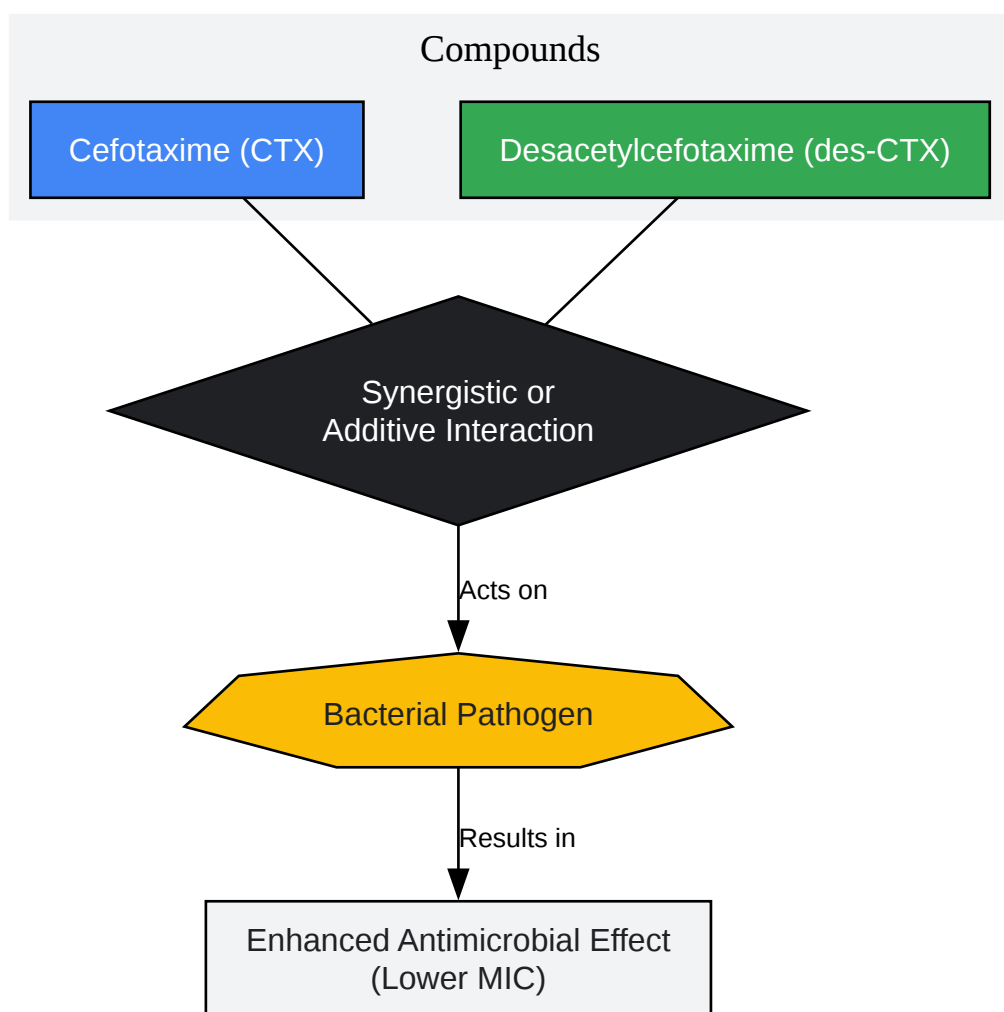 Compounds
Cefotaxime (CTX)
Desacetylcefotaxime (des-CTX)
Synergistic or
Additive Interaction
Acts on
Bacterial Pathogen
Results in
Enhanced Antimicrobial Effect
(Lower MIC)